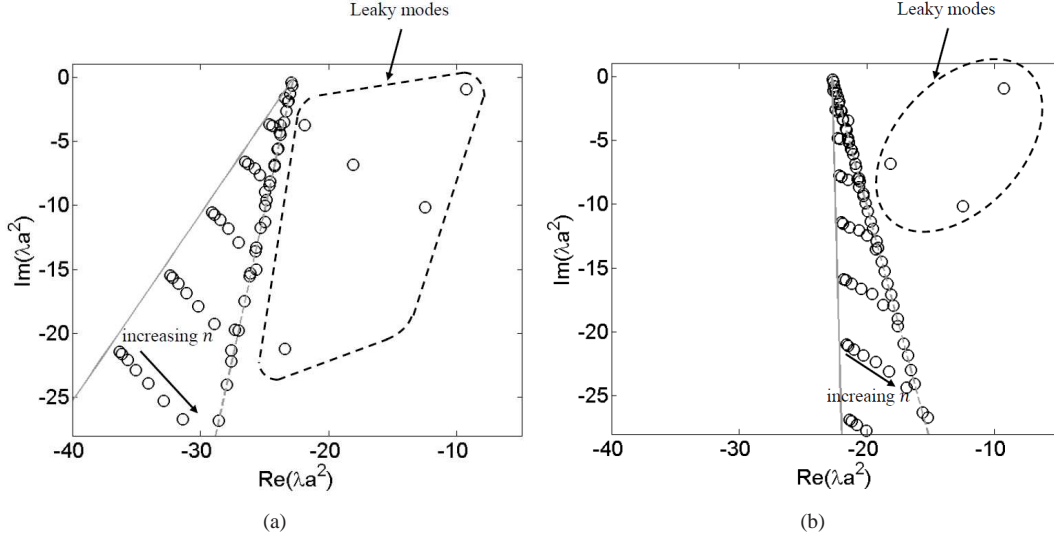 Leaky modes
0
-5
-10
-15
-20
-25
Im(λa²)
increasing n
-40
-30
-20
-10
Re(λa²)
(a)
Leaky modes
0
-5
-10
-15
-20
-25
Im(λa²)
increaing n
-40
-30
-20
-10
Re(λa²)
(b)